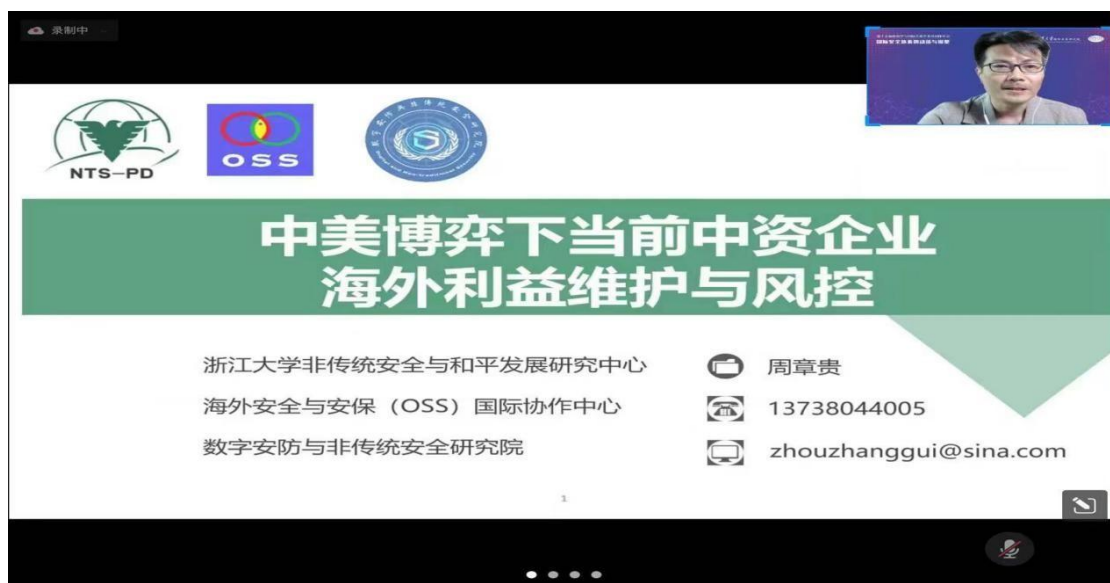 录制中
NTS-PD
OSS
中美博弈下当前中资企业
海外利益维护与风控
浙江大学非传统安全与和平发展研究中心
周章贵
海外安全与安保（OSS）国际协作中心
13738044005
数字安防与非传统安全研究院
zhouzhanggui@sina.com
1